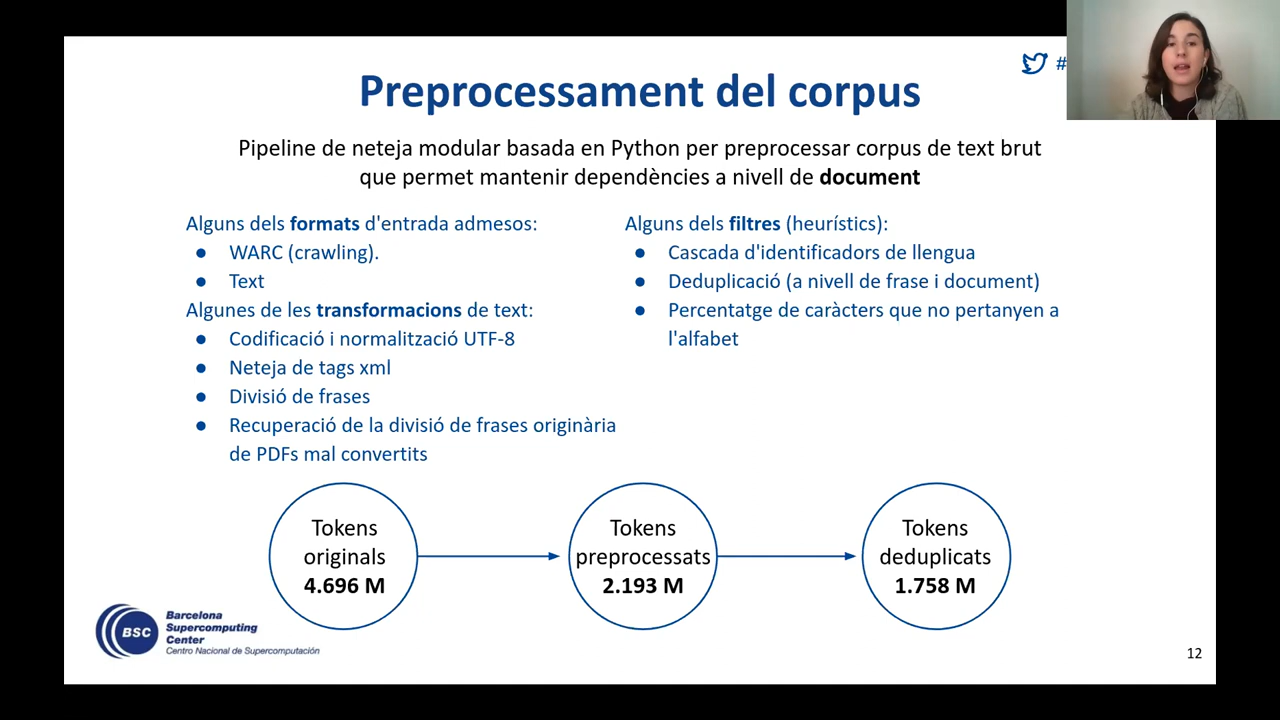 #
Preprocessament del corpus
Pipeline de neteja modular basada en Python per preprocessar corpus de text brut
que permet mantenir dependències a nivell de document
Alguns dels formats d'entrada admesos:
● WARC (crawling).
● Text
Algunes de les transformacions de text:
● Codificació i normalització UTF-8
● Neteja de tags xml
● Divisió de frases
● Recuperació de la divisió de frases originària
de PDFs mal convertits
Alguns dels filtres (heurístics):
● Cascada d'identificadors de llengua
● Deduplicació (a nivell de frase i document)
● Percentatge de caràcters que no pertanyen a
l'alfabet
Tokens
originals
4.696 M
Tokens
preprocessats
2.193 M
Tokens
deduplicats
1.758 M
BSC
Barcelona
Supercomputing
Center
Centro Nacional de Supercomputación
12